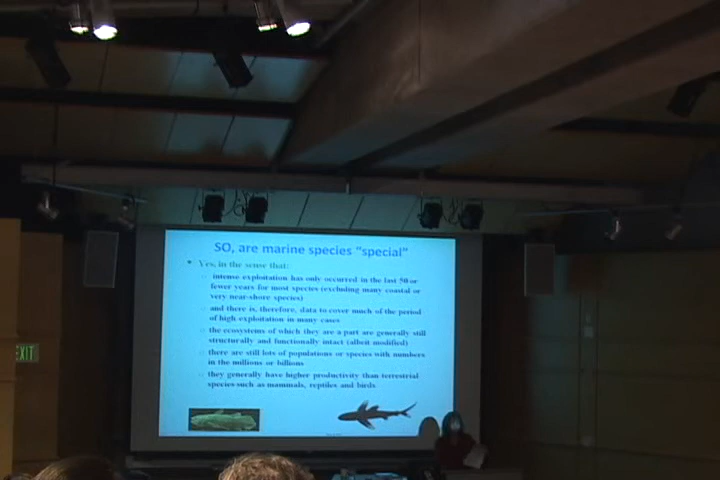 SO, are marine species "special"
• Yes, in the sense that:
– intense exploitation has only occurred in the last 50 or
fewer years for most species (excluding many coastal or
very near-shore species)
– and there is, therefore, data to cover much of the period
of high exploitation in many cases
– the ecosystems of which they are a part are generally still
structurally and functionally intact (albeit modified)
– there are still lots of populations or species with numbers
in the millions or billions
– they generally have higher productivity than terrestrial
species such as mammals, reptiles and birds
EXIT